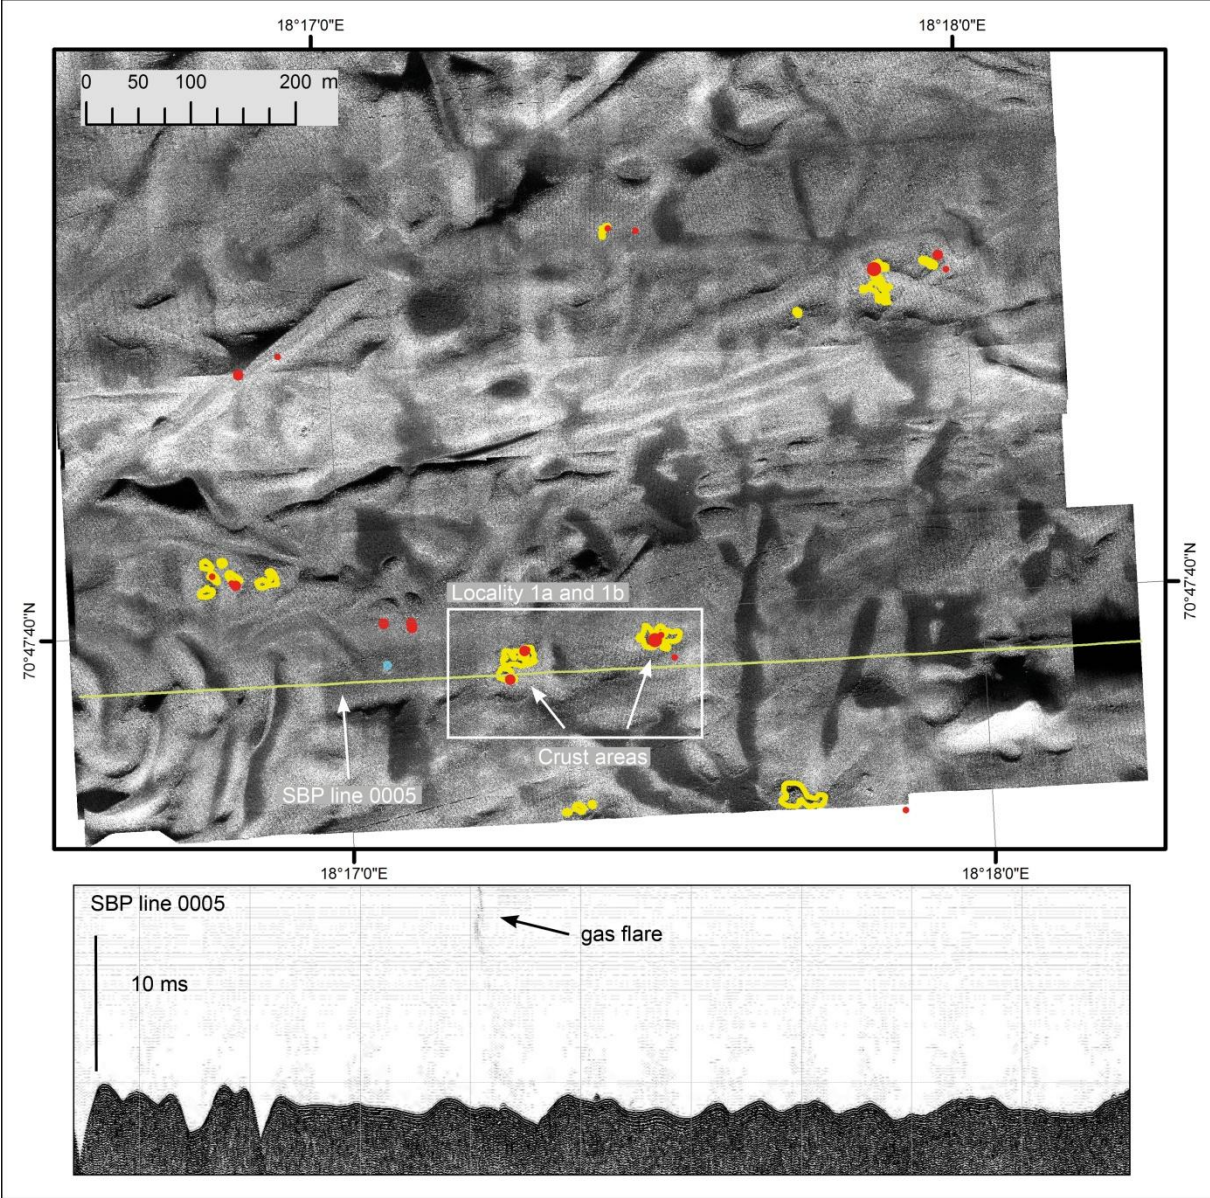 18°17'0"E
18°18'0"E
0 50 100 200 m
70°47'40"N
70°47'40"N
Locality 1a and 1b
Crust areas
SBP line 0005
18°17'0"E
18°18'0"E
SBP line 0005
gas flare
10 ms